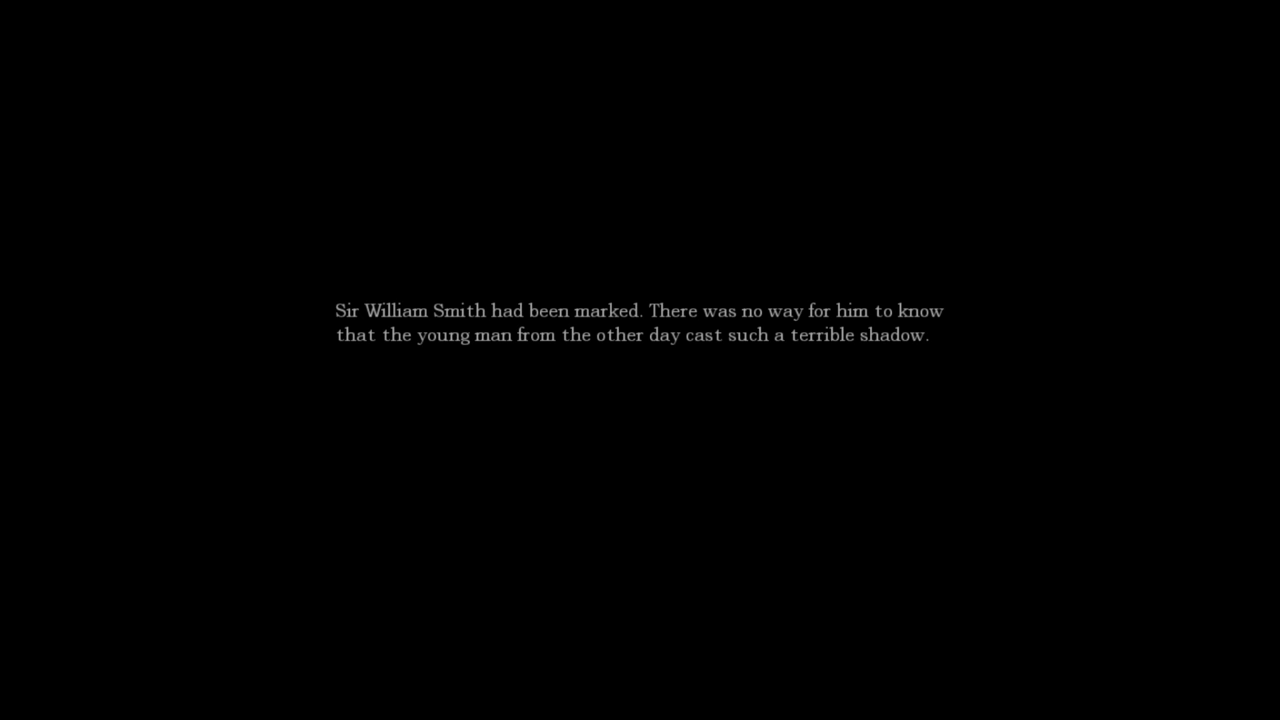 Sir William Smith had been marked. There was no way for him to know
that the young man from the other day cast such a terrible shadow.